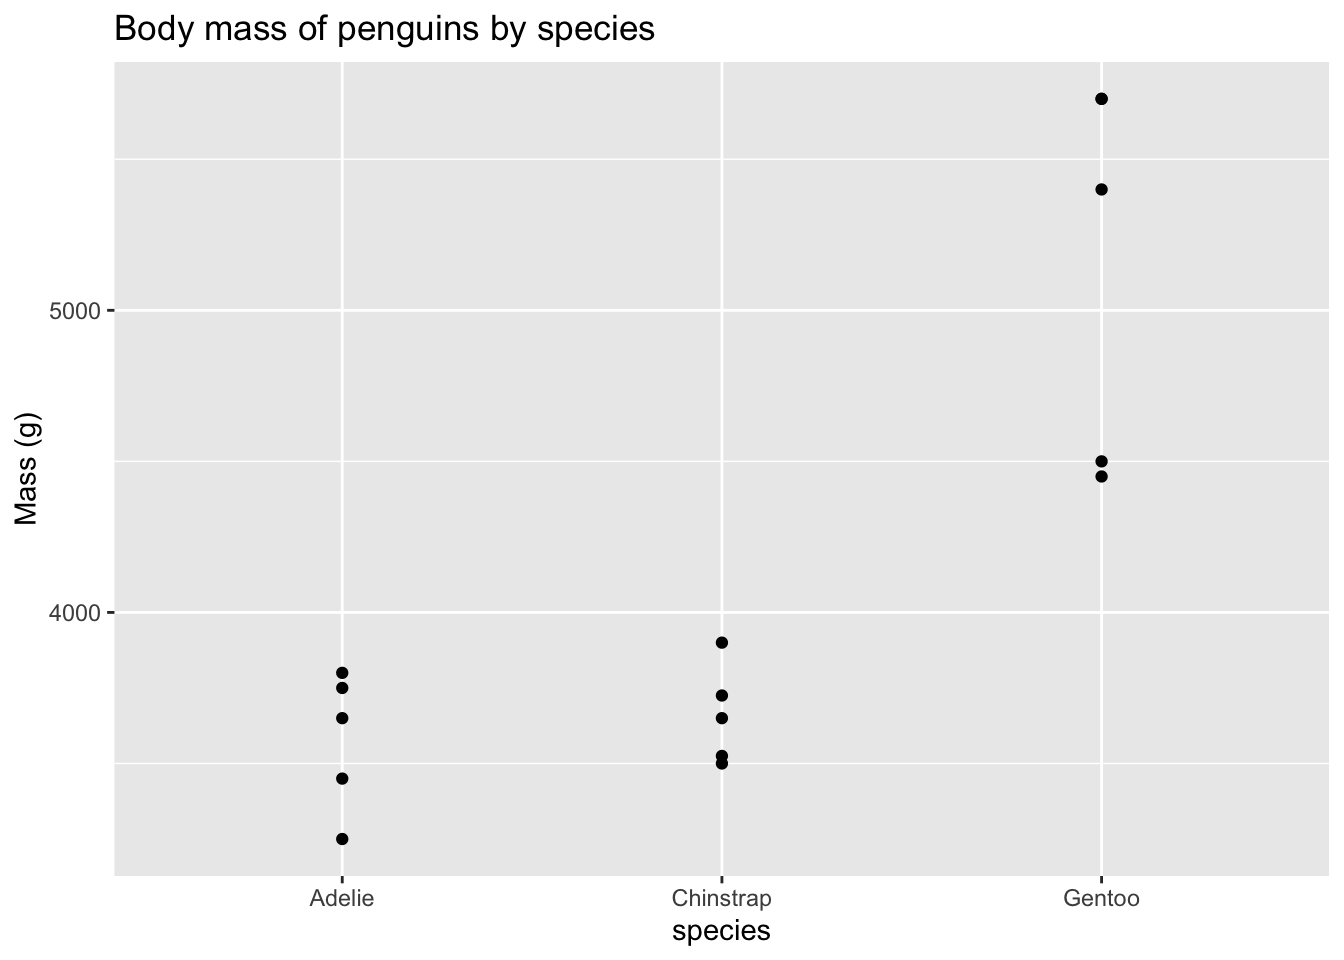 Body mass of penguins by species
5000
4000
Mass (g)
Adelie Chinstrap Gentoo
species